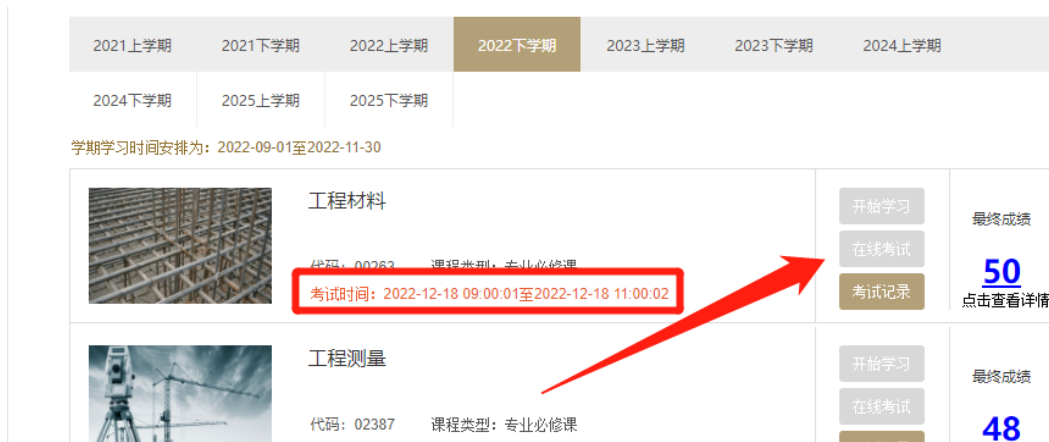 2021上学期 2021下学期 2022上学期 2022下学期 2023上学期 2023下学期 2024上学期
2024下学期 2025上学期 2025下学期
学期学习时间安排为：2022-09-01至2022-11-30
工程材料
代码：00263 课程类型：专业必修课
考试时间：2022-12-18 09:00:01至2022-12-18 11:00:02
开始学习
在线考试
考试记录
最终成绩
50
点击查看详情
工程测量
代码：02387 课程类型：专业必修课
开始学习
在线考试
最终成绩
48